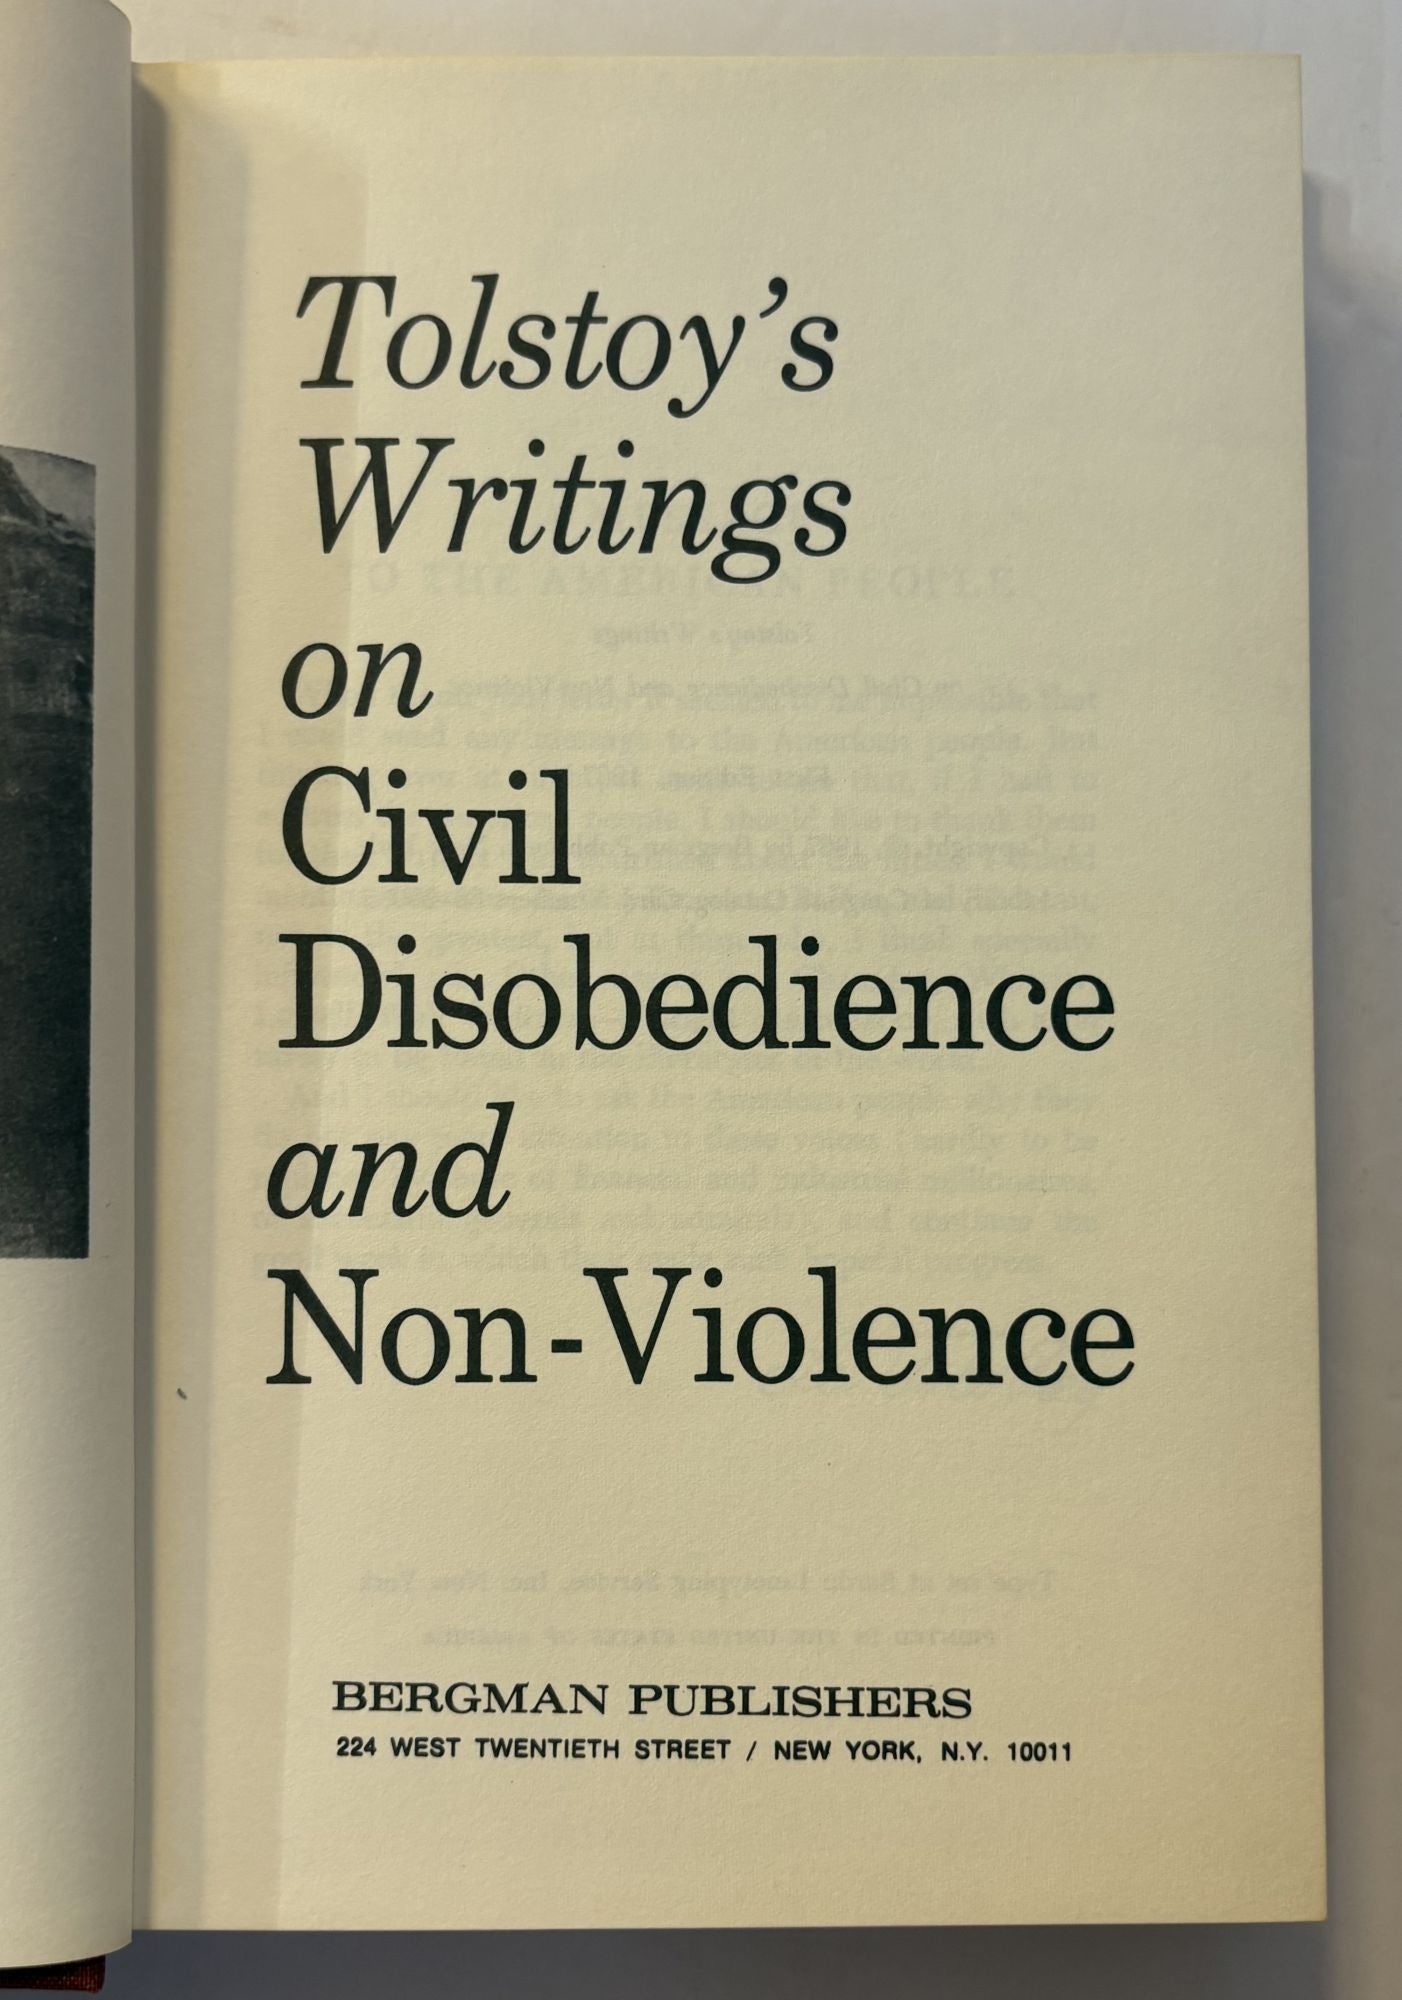 Tolstoy's
Writings
on
Civil
Disobedience
and
Non-Violence
BERGMAN PUBLISHERS
224 WEST TWENTIETH STREET / NEW YORK, N.Y. 10011